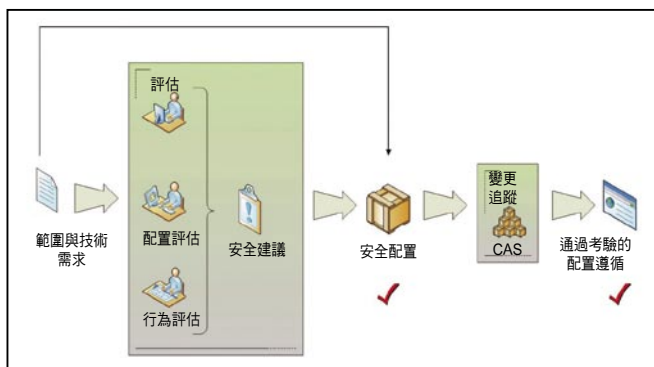 評估
範圍與技術
需求
配置評估
行為評估
安全建議
安全配置
變更
追蹤
CAS
通過考驗的
配置遵循